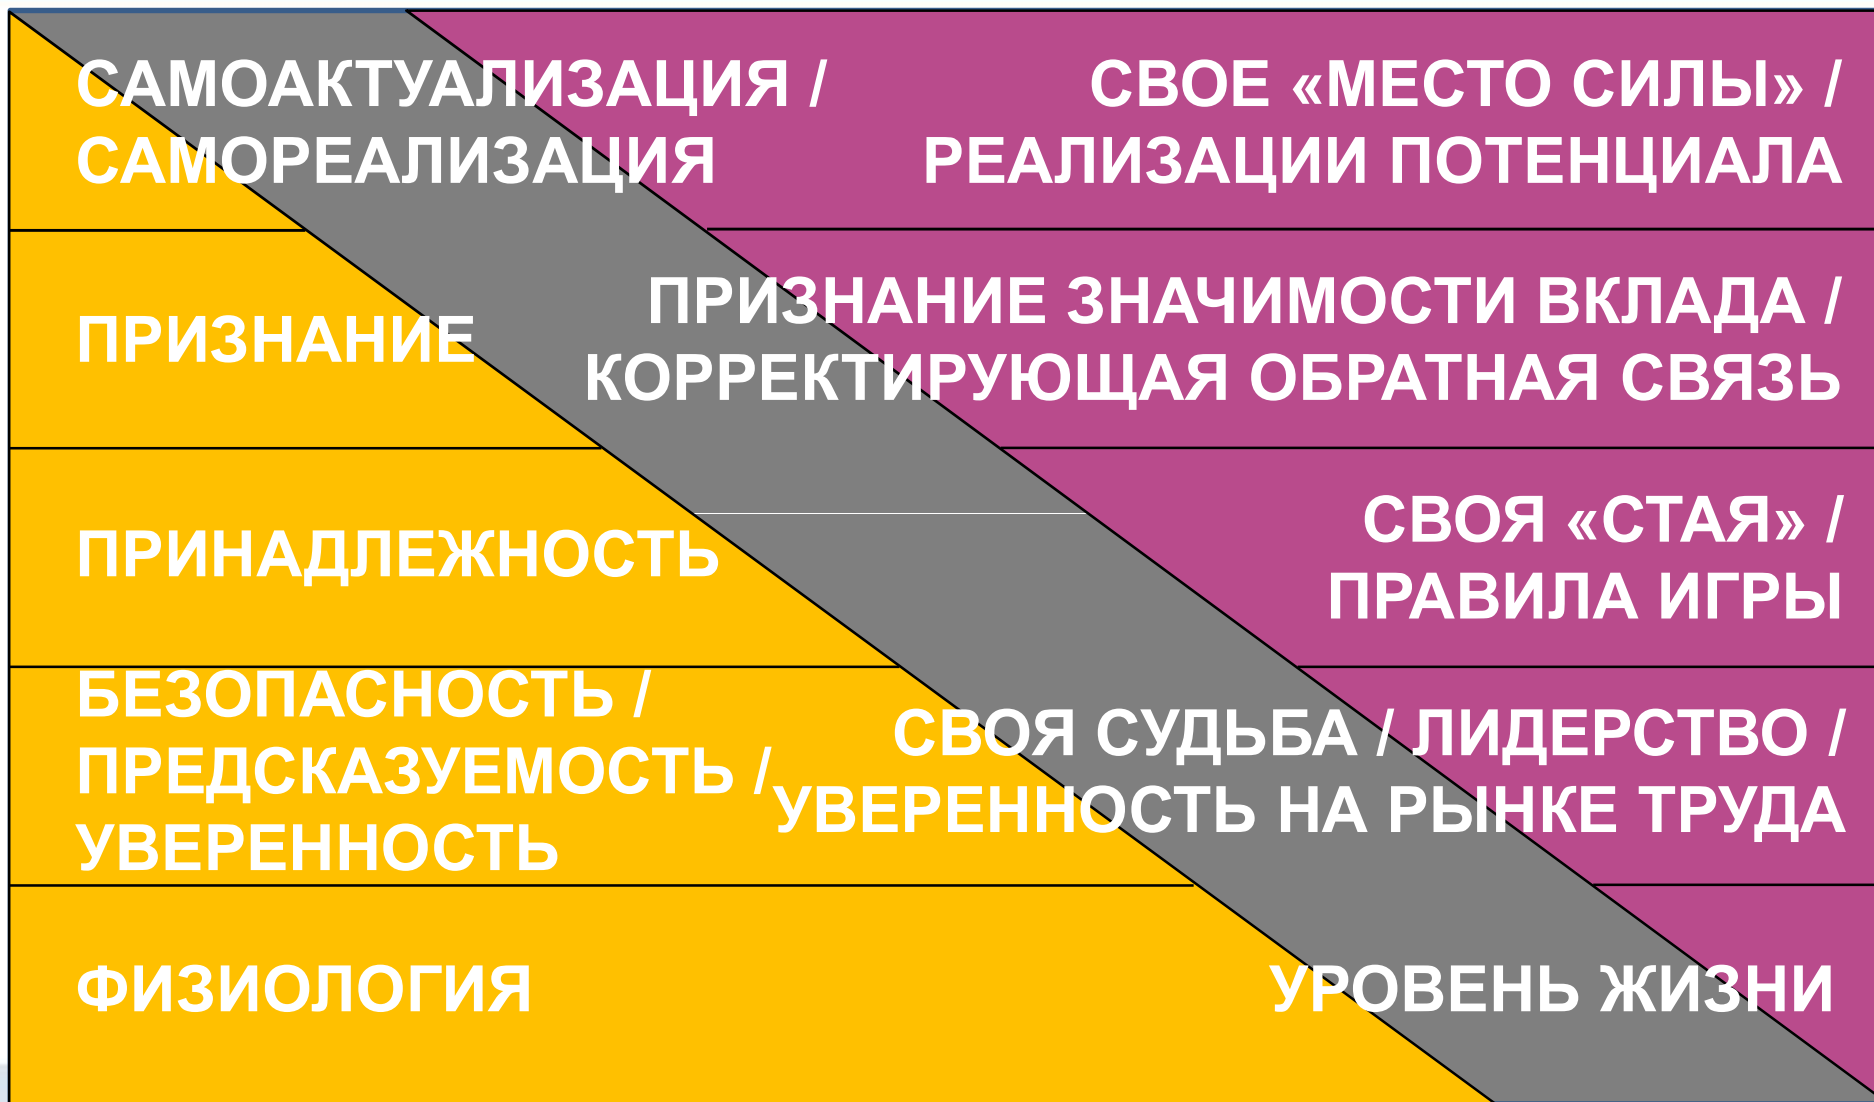 САМОАКТУАЛИЗАЦИЯ /
САМОРЕАЛИЗАЦИЯ
СВОЕ «МЕСТО СИЛЫ» /
РЕАЛИЗАЦИИ ПОТЕНЦИАЛА
ПРИЗНАНИЕ
ПРИЗНАНИЕ ЗНАЧИМОСТИ ВКЛАДА /
КОРРЕКТИРУЮЩАЯ ОБРАТНАЯ СВЯЗЬ
ПРИНАДЛЕЖНОСТЬ
СВОЯ «СТАЯ» /
ПРАВИЛА ИГРЫ
БЕЗОПАСНОСТЬ /
ПРЕДСКАЗУЕМОСТЬ /
УВЕРЕННОСТЬ
СВОЯ СУДЬБА / ЛИДЕРСТВО /
УВЕРЕННОСТЬ НА РЫНКЕ ТРУДА
ФИЗИОЛОГИЯ
УРОВЕНЬ ЖИЗНИ